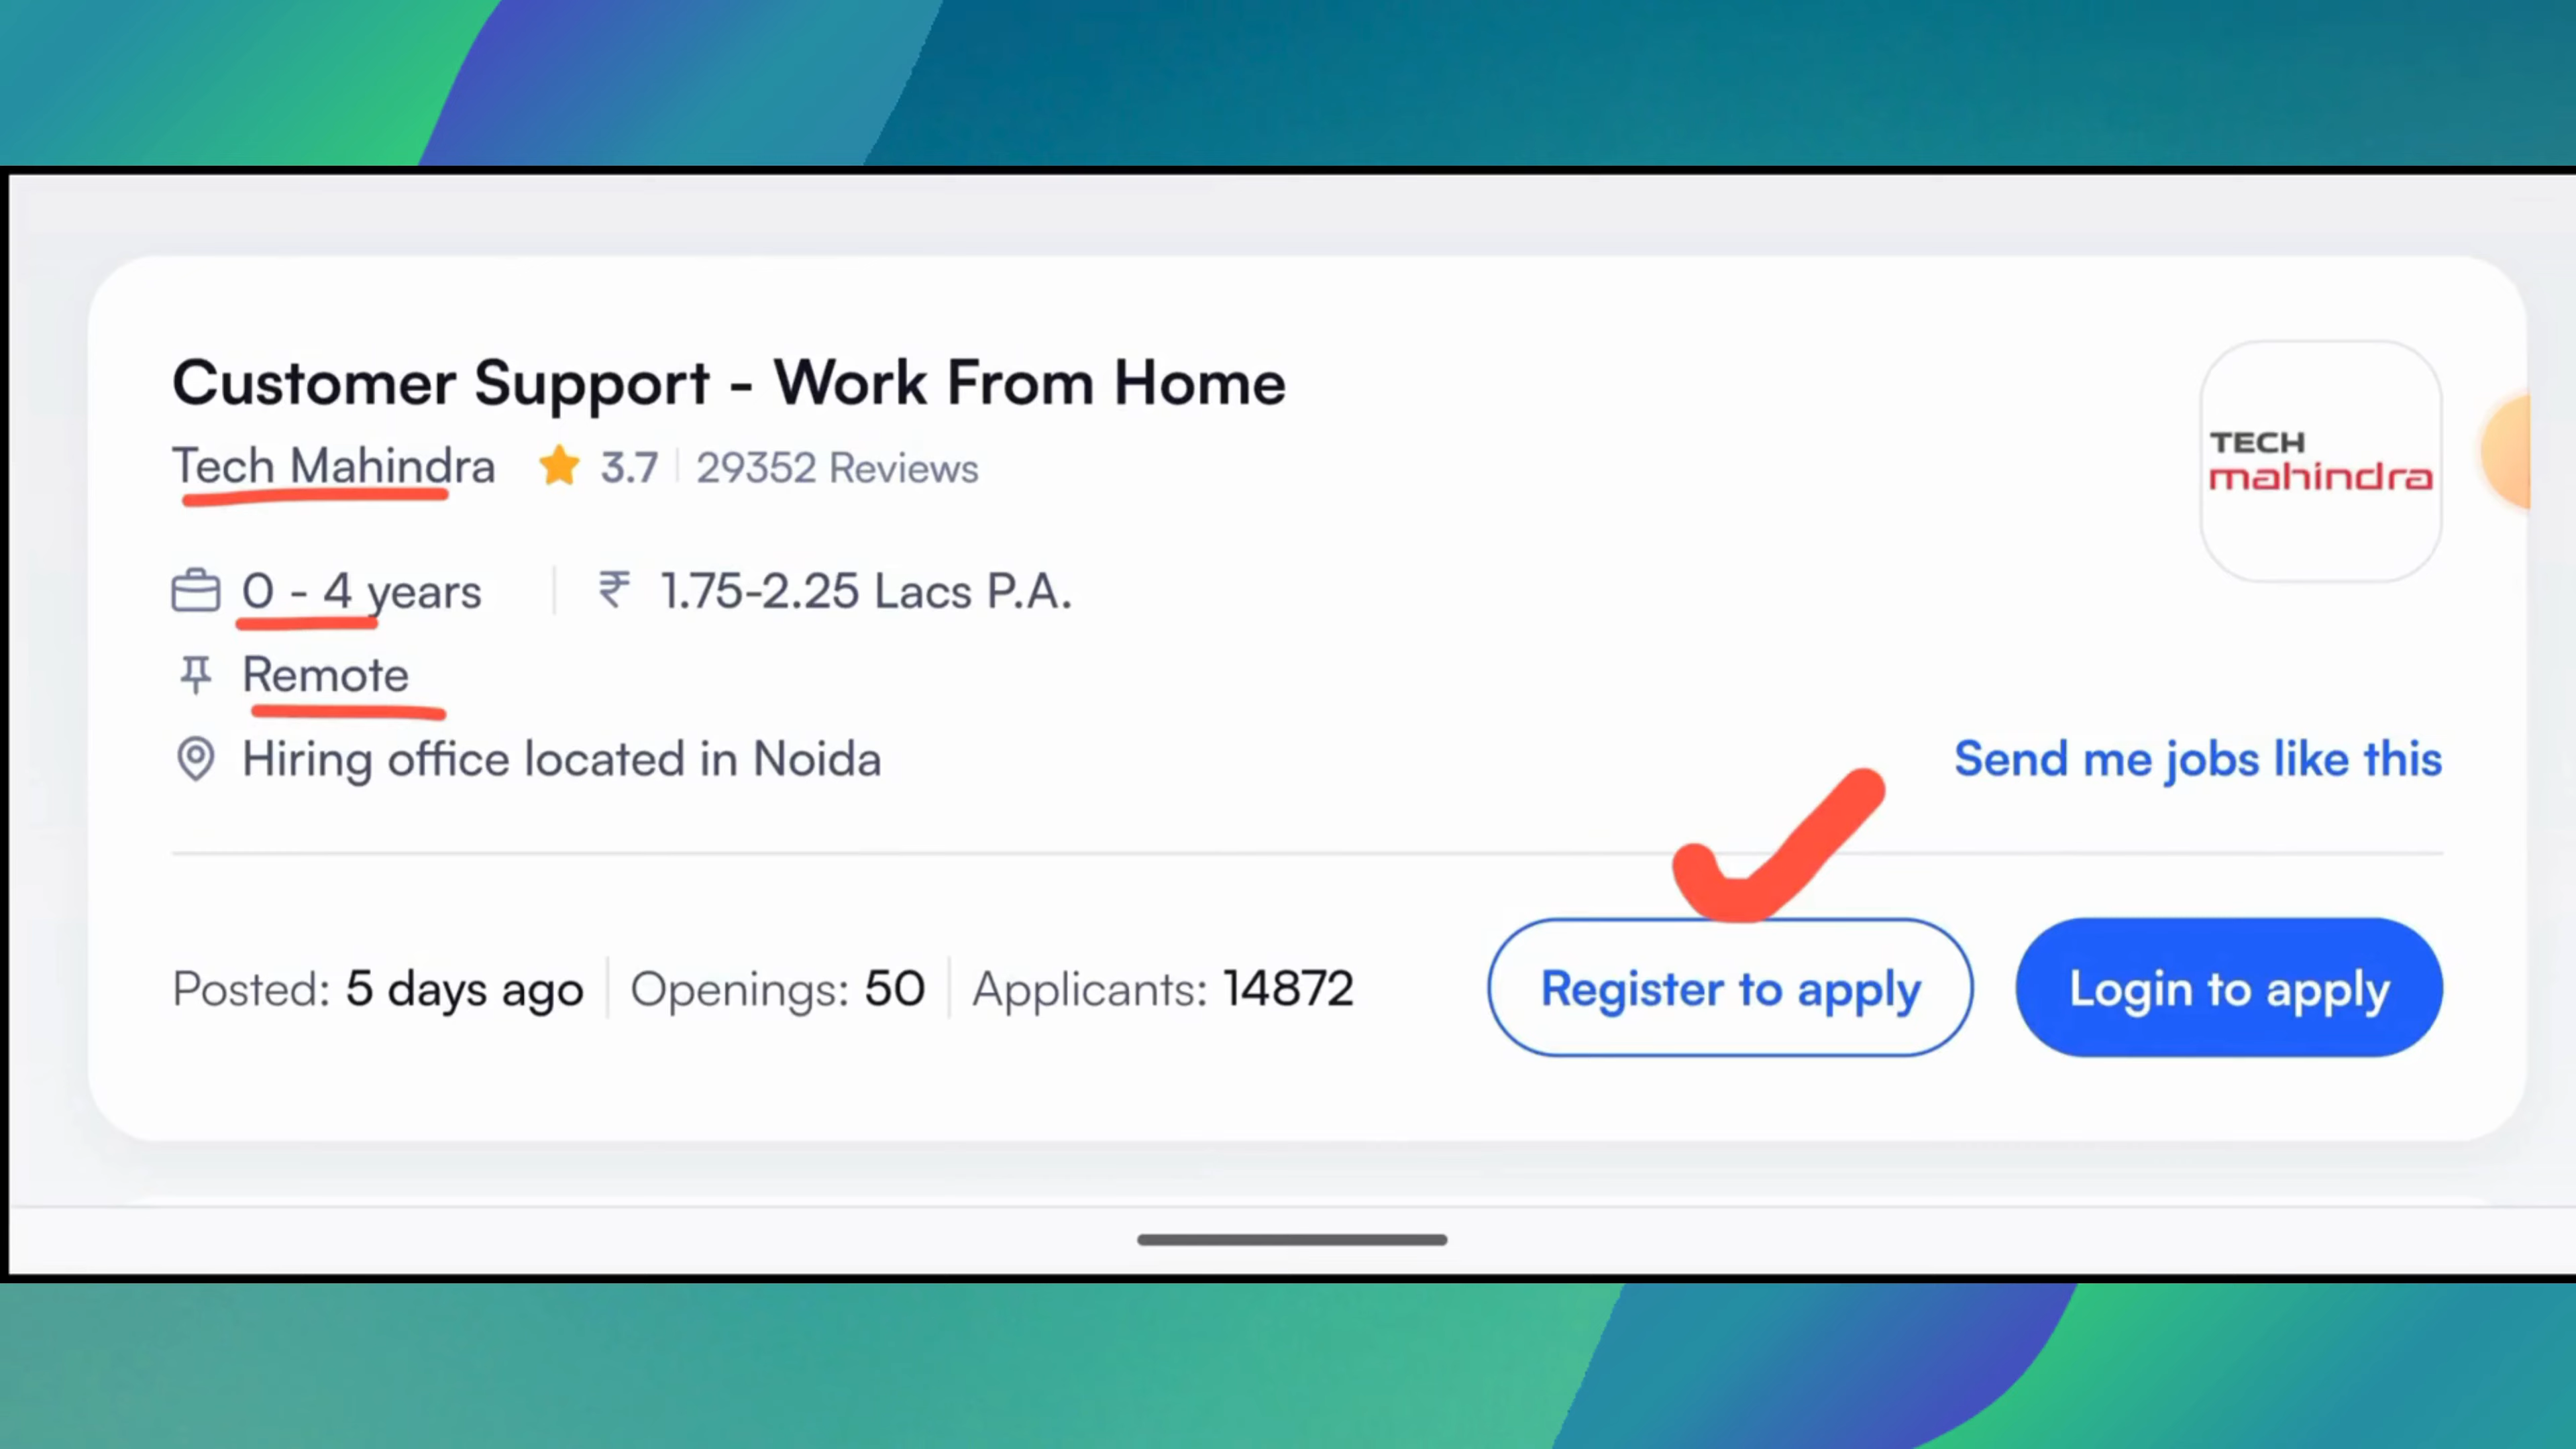 Customer Support - Work From Home
Tech Mahindra 3.7 29352 Reviews
TECH
mahindra
0 - 4 years ₹ 1.75-2.25 Lacs P.A.
Remote
Hiring office located in Noida
Send me jobs like this
Posted: 5 days ago Openings: 50 Applicants: 14872
Register to apply
Login to apply